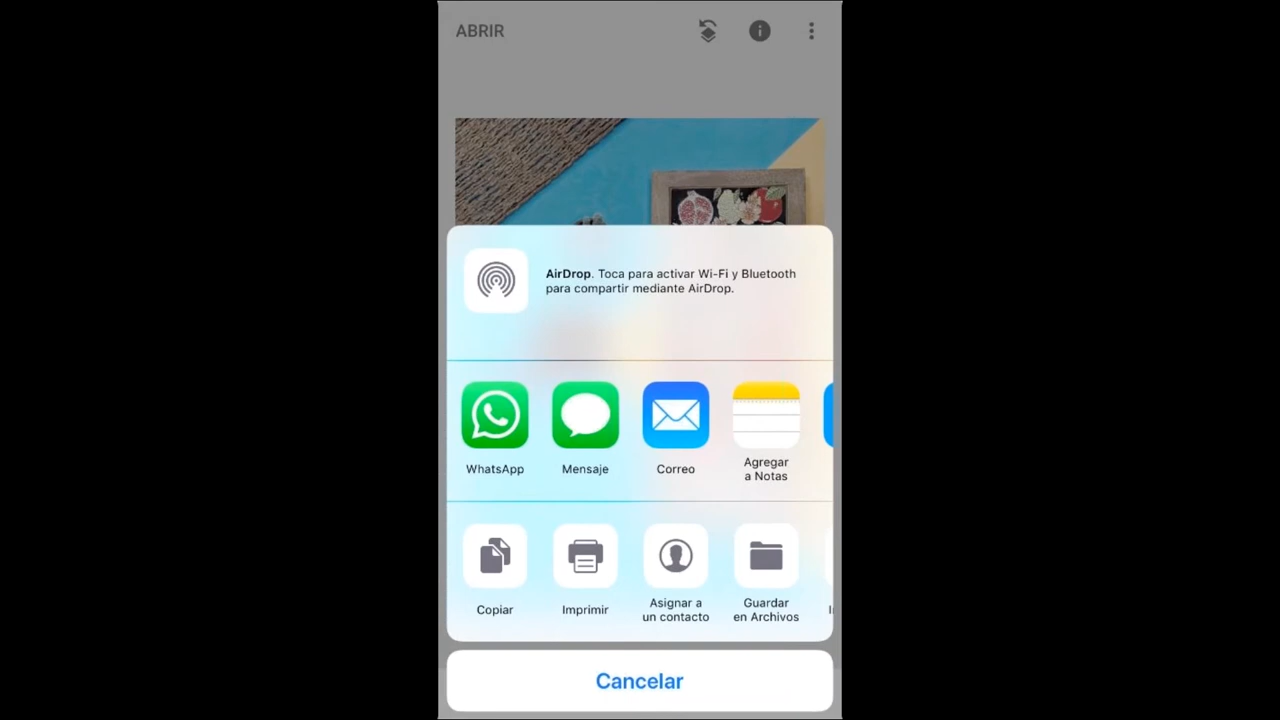 ABRIR
AirDrop. Toca para activar Wi-Fi y Bluetooth
para compartir mediante AirDrop.
WhatsApp
Mensaje
Correo
Agregar
a Notas
Copiar
Imprimir
Asignar a
un contacto
Guardar
en Archivos
Cancelar